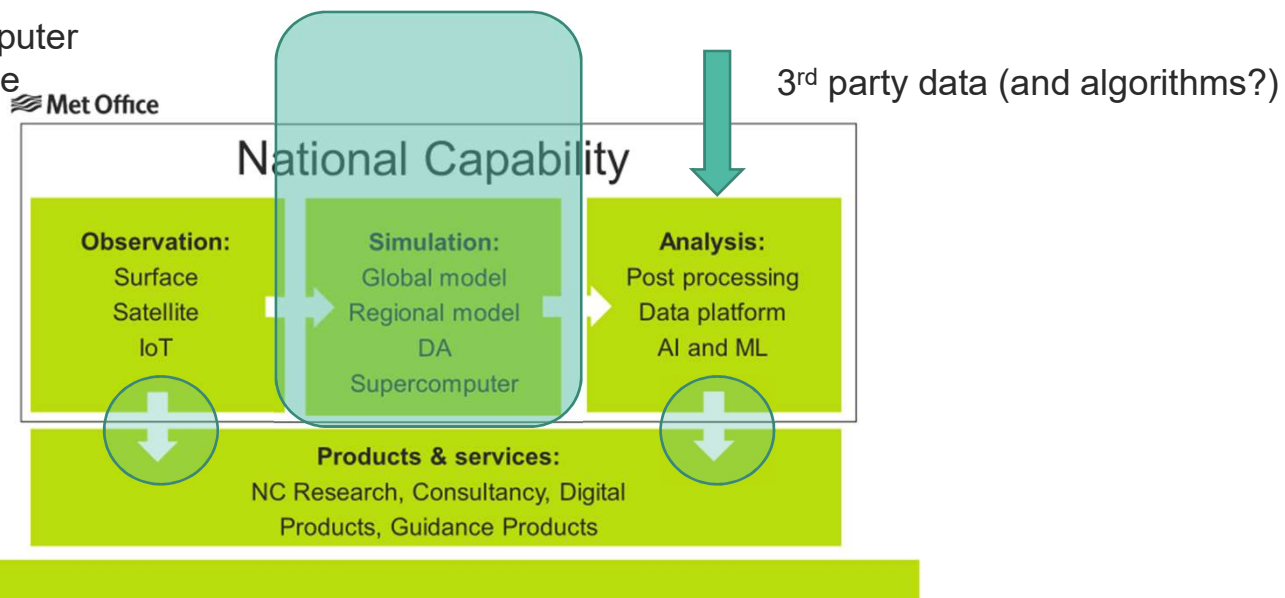 puter
e
3rd party data (and algorithms?)
Met Office
National Capability
Observation:
Surface
Satellite
IoT
Simulation:
Global model
Regional model
DA
Supercomputer
Analysis:
Post processing
Data platform
AI and ML
Products & services:
NC Research, Consultancy, Digital
Products, Guidance Products